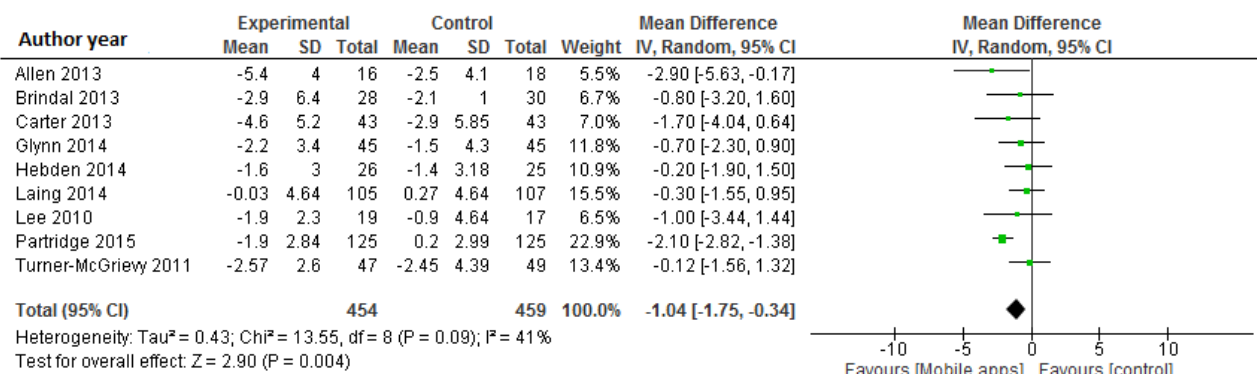 Experimental Control Mean Difference Mean Difference
Author year Mean SD Total Mean SD Total Weight IV, Random, 95% CI IV, Random, 95% CI
Allen 2013 -5.4 4 16 -2.5 4.1 18 5.5% -2.90 [-5.63, -0.17]
Brindal 2013 -2.9 6.4 28 -2.1 1 30 6.7% -0.80 [-3.20, 1.60]
Carter 2013 -4.6 5.2 43 -2.9 5.85 43 7.0% -1.70 [-4.04, 0.64]
Glynn 2014 -2.2 3.4 45 -1.5 4.3 45 11.8% -0.70 [-2.30, 0.90]
Hebden 2014 -1.6 3 26 -1.4 3.18 25 10.9% -0.20 [-1.90, 1.50]
Laing 2014 -0.03 4.64 105 0.27 4.64 107 15.5% -0.30 [-1.55, 0.95]
Lee 2010 -1.9 2.3 19 -0.9 4.64 17 6.5% -1.00 [-3.44, 1.44]
Partridge 2015 -1.9 2.84 125 0.2 2.99 125 22.9% -2.10 [-2.82, -1.38]
Turner-McGrievy 2011 -2.57 2.6 47 -2.45 4.39 49 13.4% -0.12 [-1.56, 1.32]
Total (95% CI) 454 459 100.0% -1.04 [-1.75, -0.34]
Heterogeneity: Tau² = 0.43; Chi² = 13.55, df = 8 (P = 0.09); I² = 41%
Test for overall effect: Z = 2.90 (P = 0.004)
-10 -5 0 5 10
Favours [Mobile apps] Favours [control]